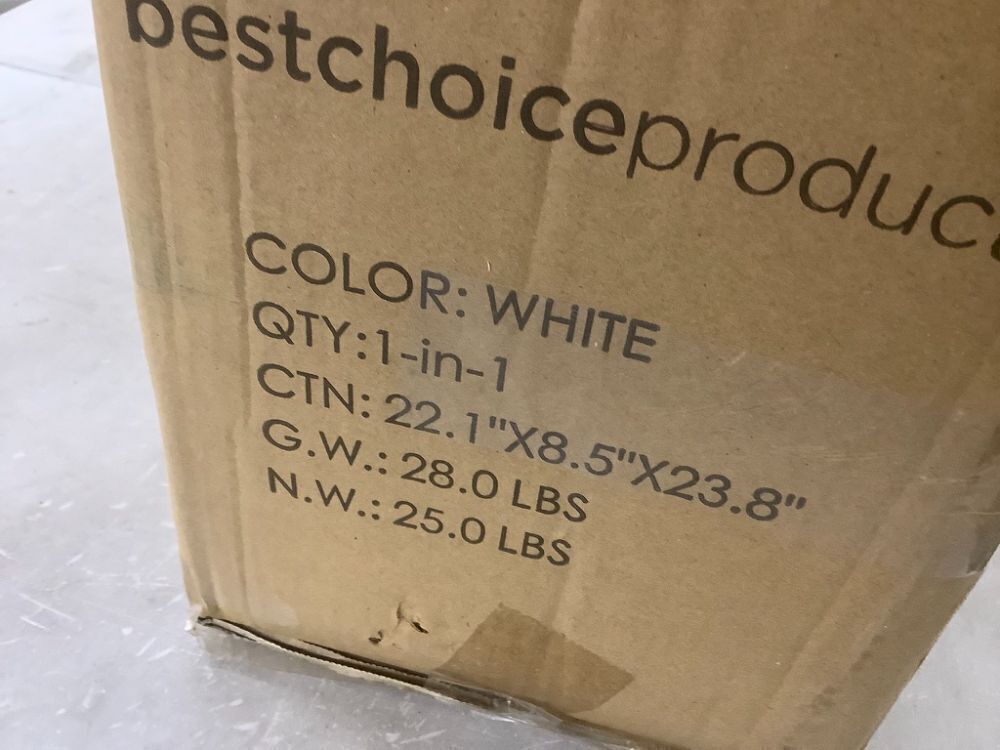 bestchoiceproduc
COLOR: WHITE
QTY:1-in-1
CTN: 22.1"X8.5"X23.8"
G.W.: 28.0 LBS
N.W.: 25.0 LBS